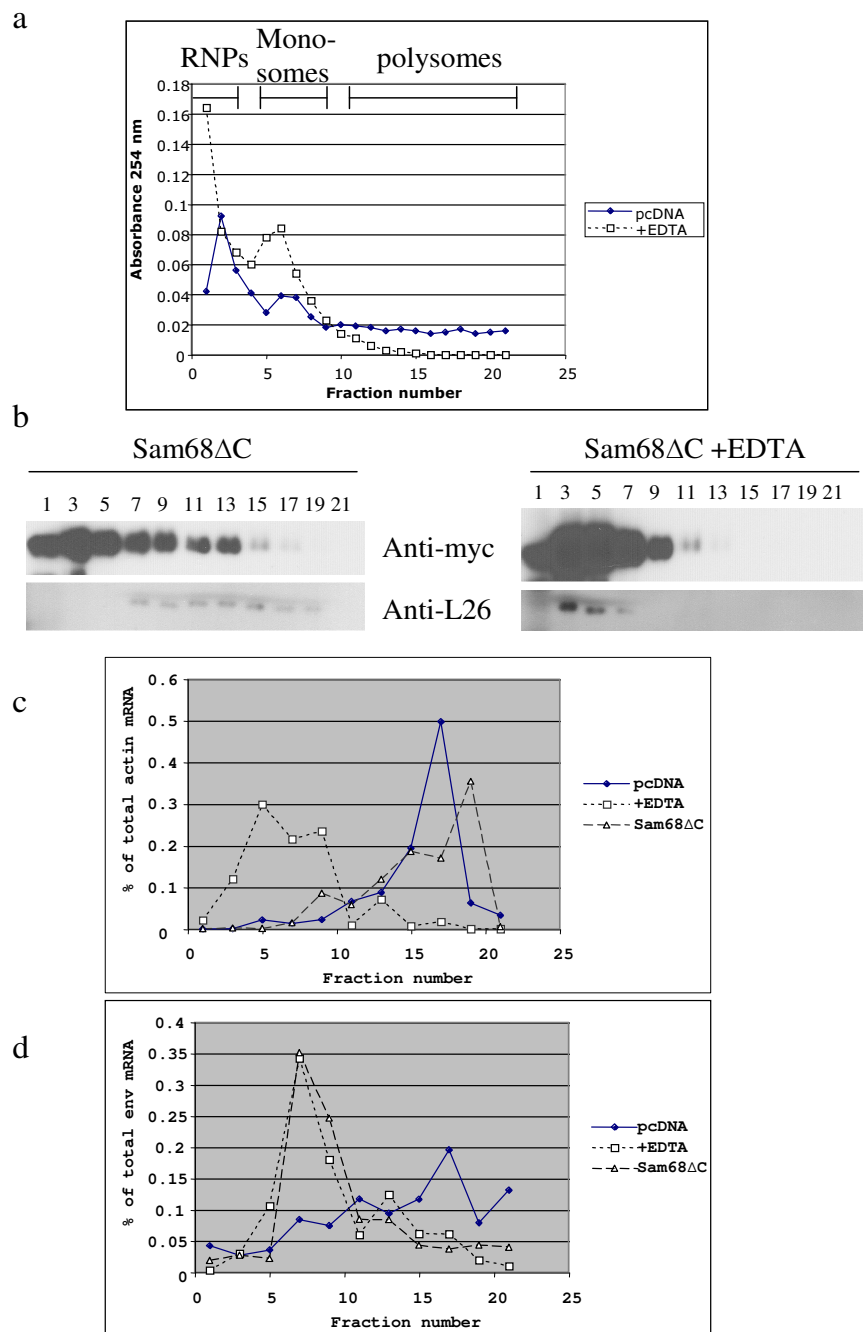 a
RNPs
Mono-
somes
polysomes
0.18
0.16
0.14
0.12
0.1
0.08
0.06
0.04
0.02
0
Absorbance 254 nm
0 5 10 15 20 25
Fraction number
pcDNA
+EDTA
b
Sam68ΔC
1 3 5 7 9 11 13 15 17 19 21
Sam68ΔC +EDTA
1 3 5 7 9 11 13 15 17 19 21
Anti-myc
Anti-L26
c
0.6
0.5
0.4
0.3
0.2
0.1
0
% of total actin mRNA
0 5 10 15 20 25
Fraction number
pcDNA
+EDTA
Sam68ΔC
d
0.4
0.35
0.3
0.25
0.2
0.15
0.1
0.05
0
% of total env mRNA
0 5 10 15 20 25
Fraction number
pcDNA
+EDTA
Sam68ΔC